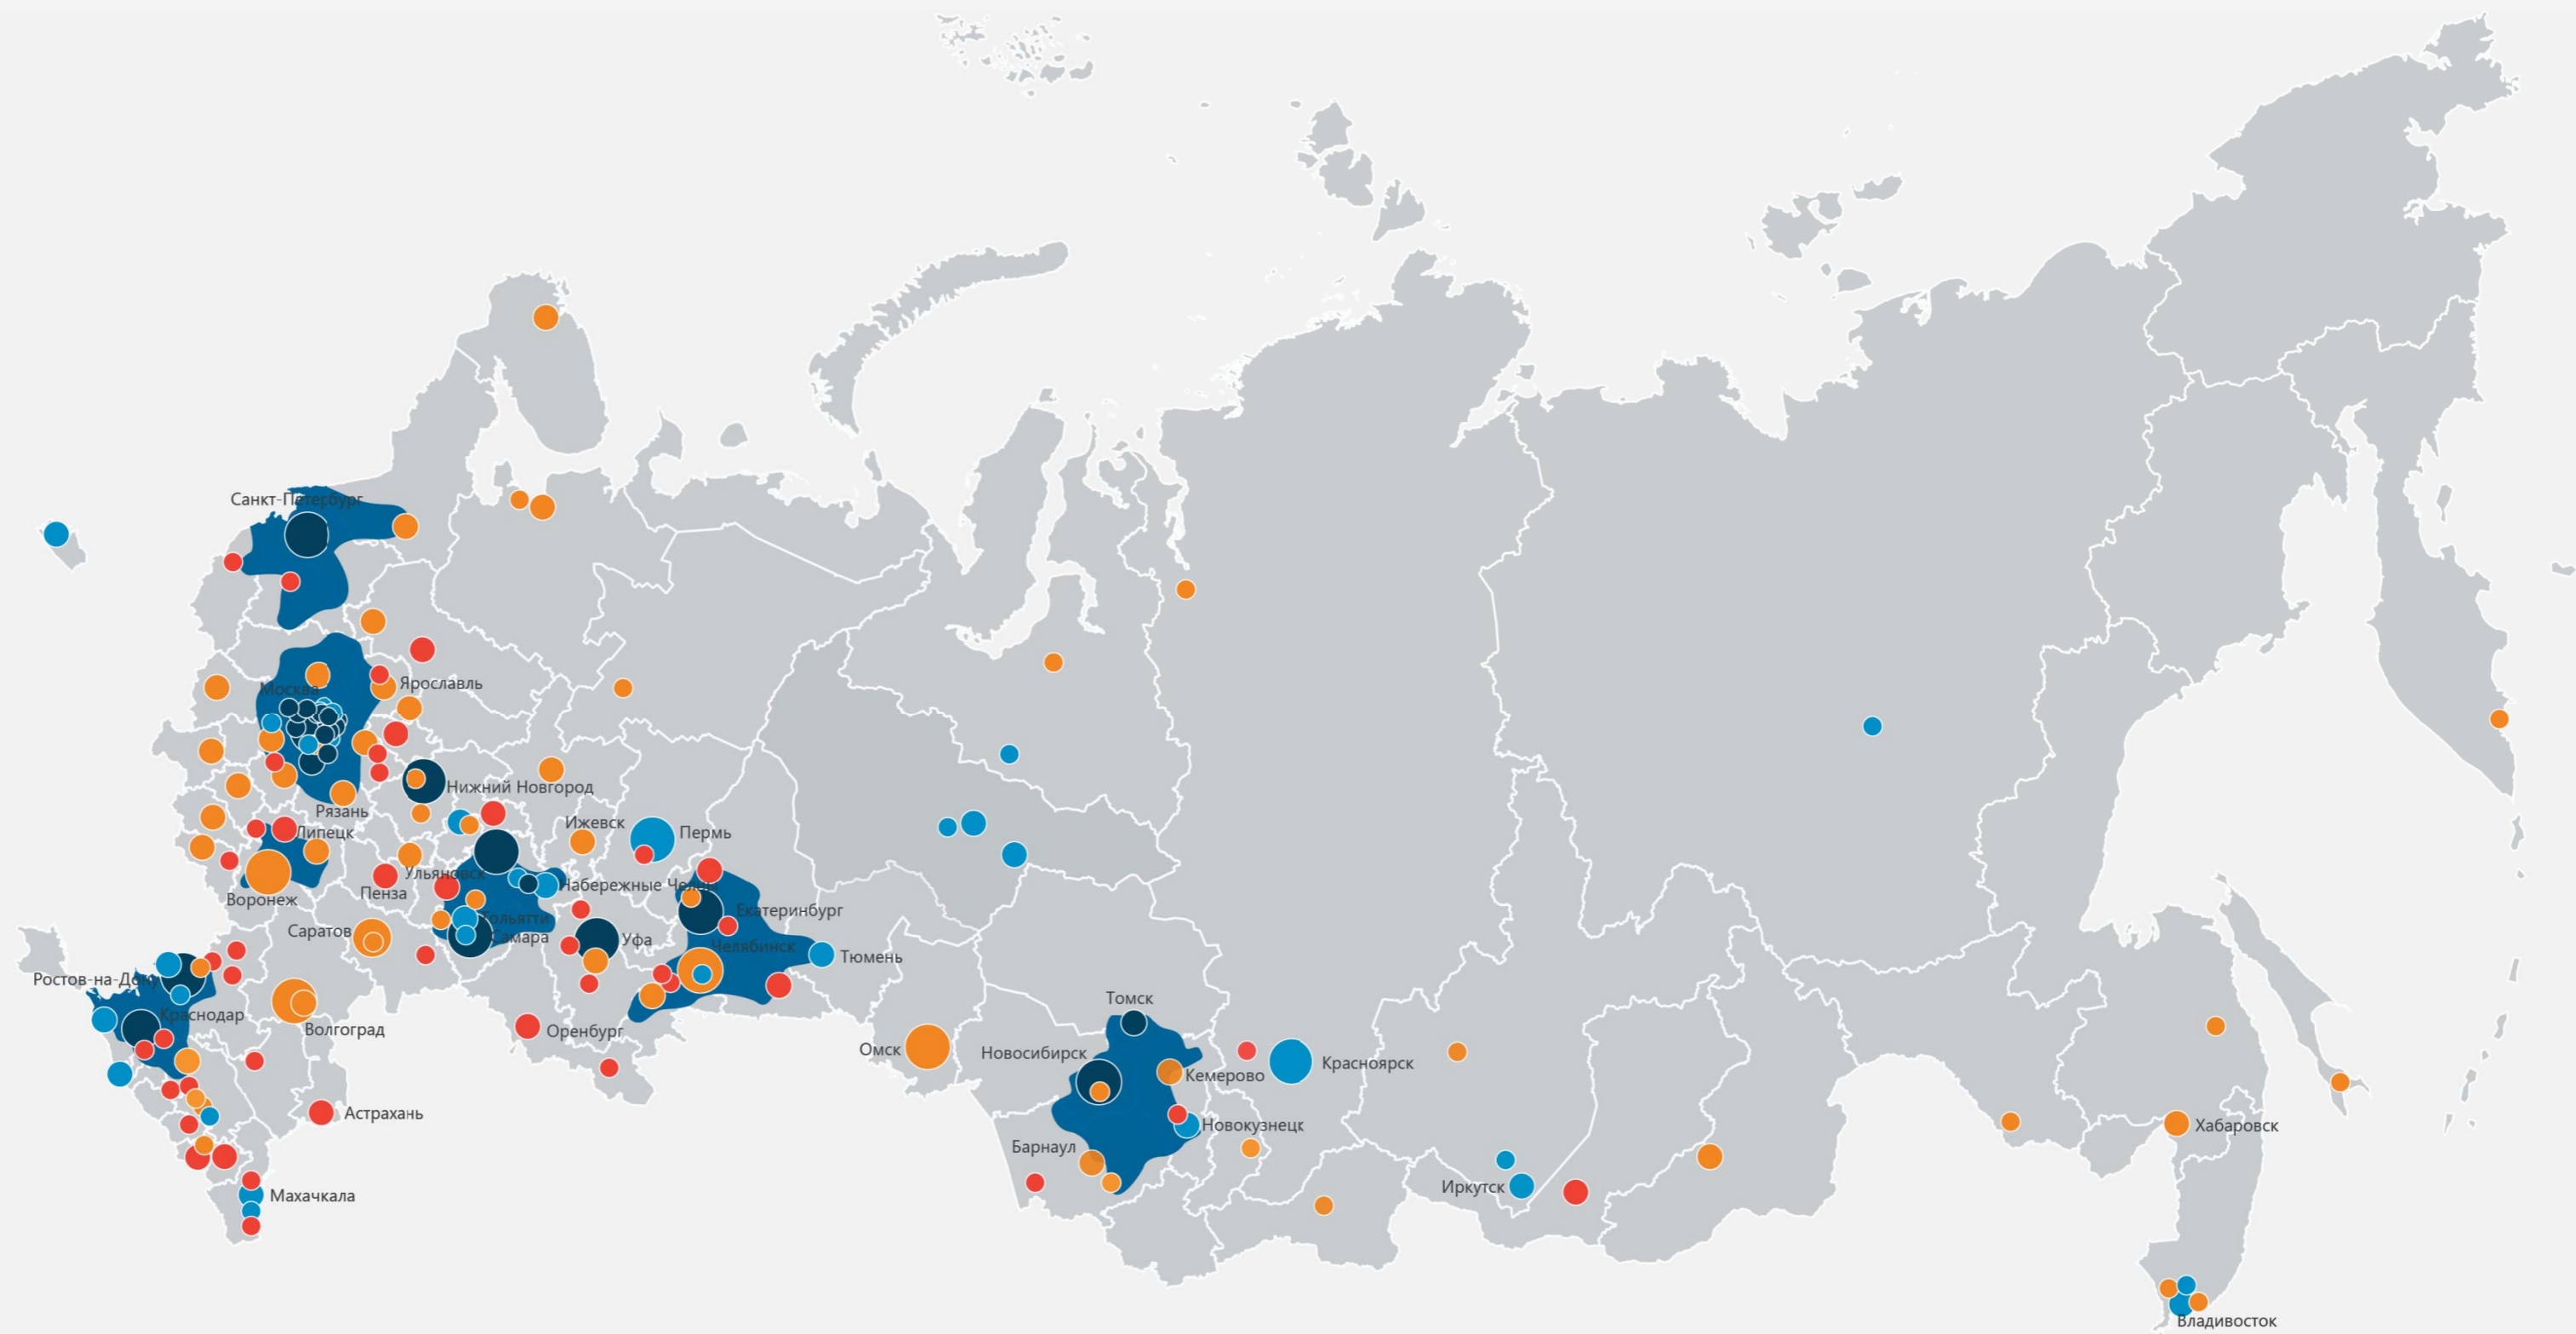 Санкт-Петербург
Москва
Ярославль
Нижний Новгород
Рязань
Липецк
Ижевск
Пермь
Ульяновск
Набережные Челны
Пенза
Воронеж
Екатеринбург
Тольятти
Саратов
Самара
Уфа
Челябинск
Тюмень
Ростов-на-Дону
Краснодар
Волгоград
Оренбург
Томск
Омск
Новосибирск
Красноярск
Кемерово
Астрахань
Новокузнецк
Хабаровск
Барнаул
Иркутск
Махачкала
Владивосток